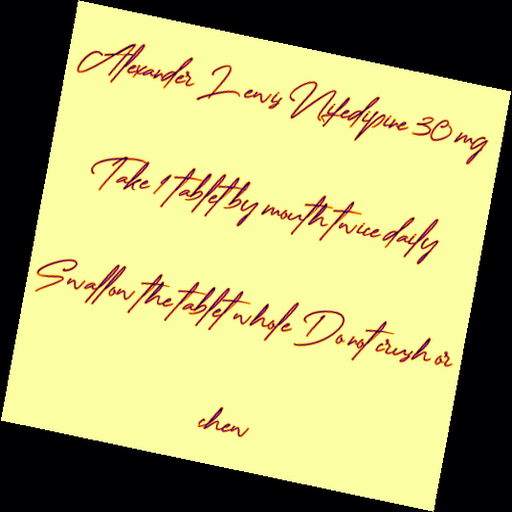 Alexander Lewis Nifedipine 30 mg
Take 1 tablet by mouth twice daily
Swallow the tablet whole Do not crush or
chew